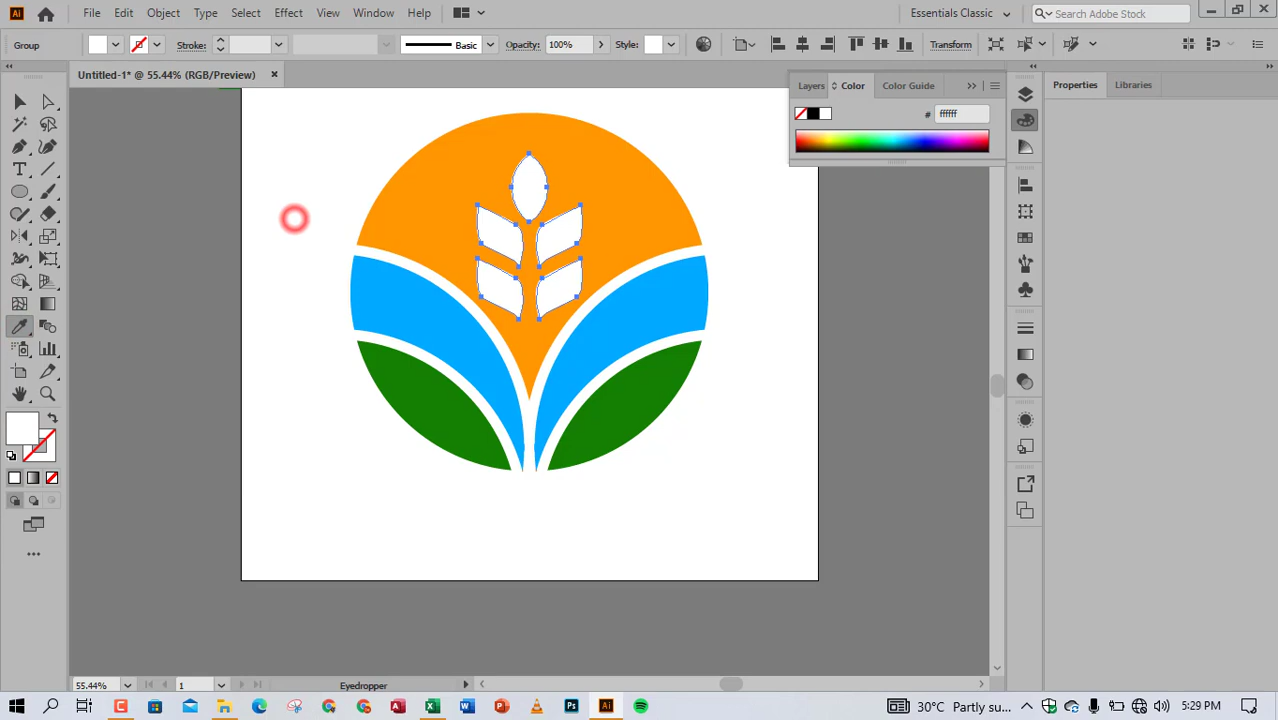 Ai File Edit Object Type Select Effect View Window Help Essentials Classic Search Adobe Stock
Group Stroke: Basic Opacity: 100% Style: Transform
Untitled-1* @ 55.44% (RGB/Preview)
Layers Color Color Guide
# ffffff
Properties Libraries
55.44% 1 Eyedropper
30°C Partly su... 5:29 PM